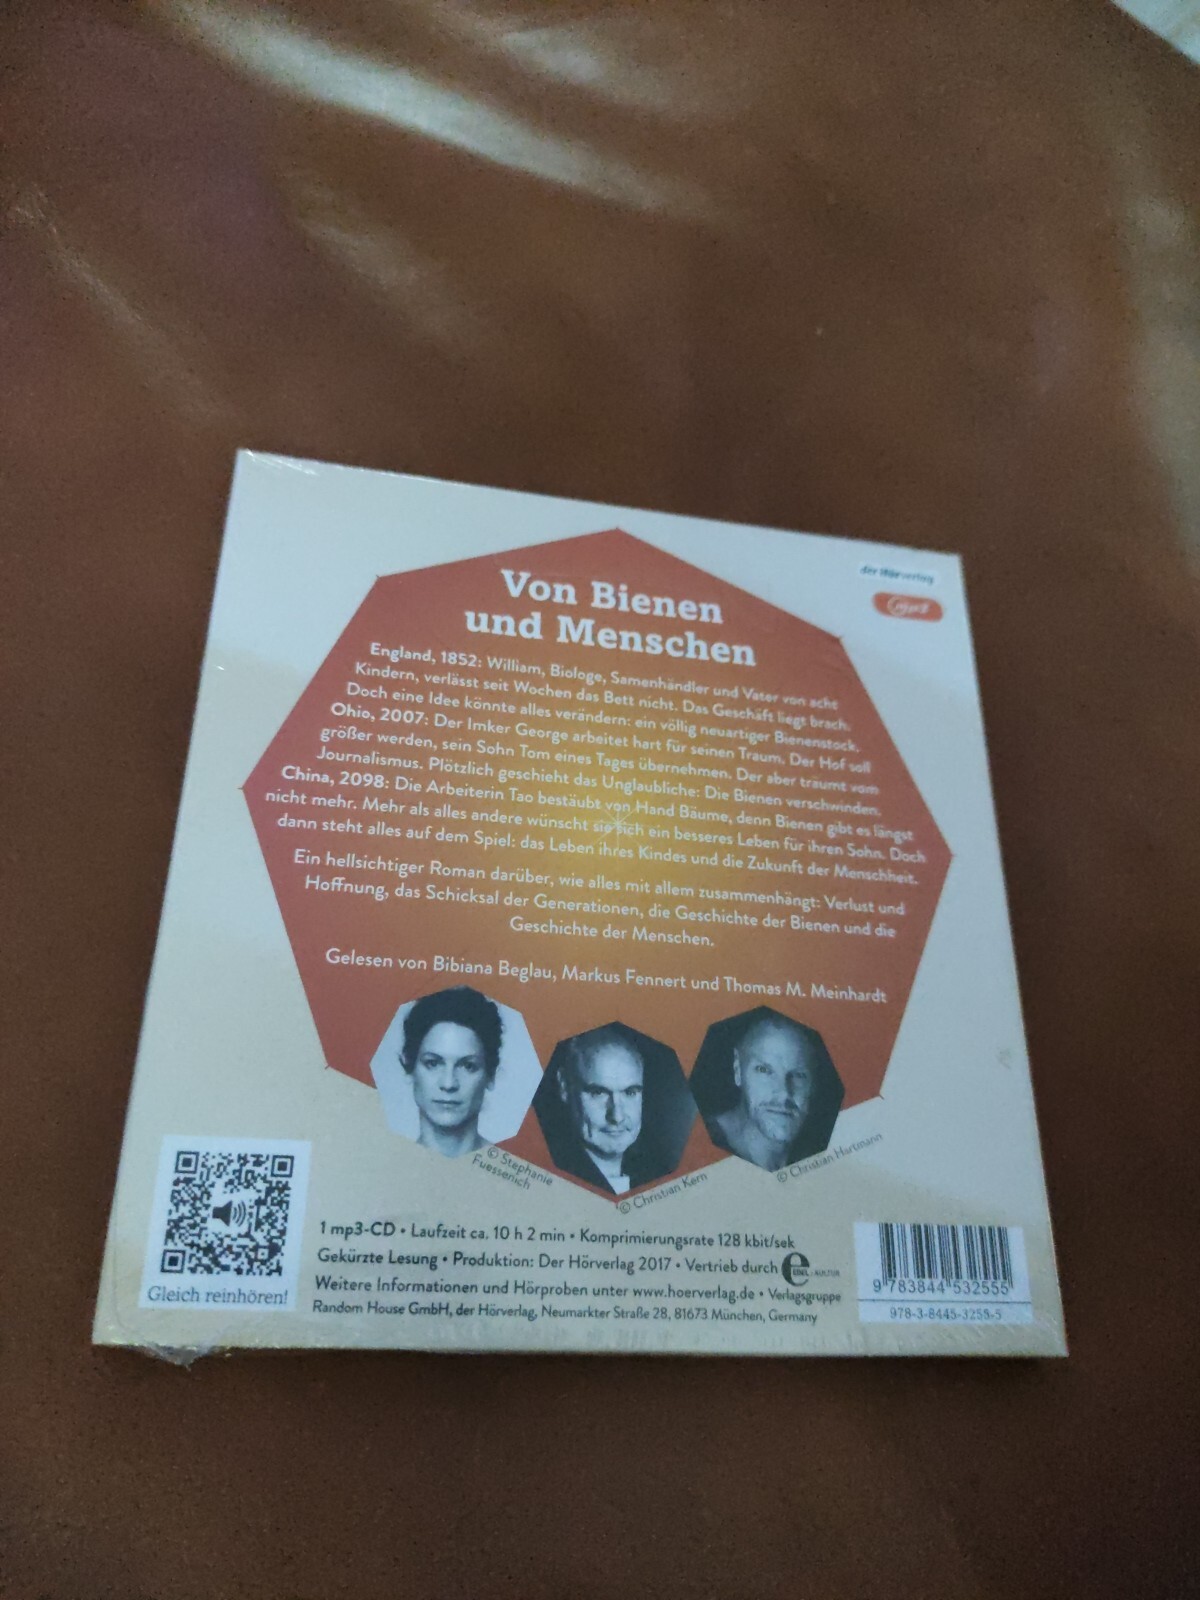 der Hörverlag
mp3
Von Bienen
und Menschen
England, 1852: William, Biologe, Samenhändler und Vater von acht
Kindern, verlässt seit Wochen das Bett nicht. Das Geschäft liegt brach.
Doch eine Idee könnte alles verändern: ein völlig neuartiger Bienenstock.
Ohio, 2007: Der Imker George arbeitet hart für seinen Traum. Der Hof soll
größer werden, sein Sohn Tom eines Tages übernehmen. Der aber träumt vom
Journalismus. Plötzlich geschieht das Unglaubliche: Die Bienen verschwinden.
China, 2098: Die Arbeiterin Tao bestäubt von Hand Bäume, denn Bienen gibt es längst
nicht mehr. Mehr als alles andere wünscht sie sich ein besseres Leben für ihren Sohn. Doch
dann steht alles auf dem Spiel: das Leben ihres Kindes und die Zukunft der Menschheit.
Ein hellsichtiger Roman darüber, wie alles mit allem zusammenhängt: Verlust und
Hoffnung, das Schicksal der Generationen, die Geschichte der Bienen und die
Geschichte der Menschen.
Gelesen von Bibiana Beglau, Markus Fennert und Thomas M. Meinhardt
© Stephanie
Fuessenich
© Christian Kern
© Christian Hartmann
Gleich reinhören!
1 mp3-CD • Laufzeit ca. 10 h 2 min • Komprimierungsrate 128 kbit/sek
Gekürzte Lesung • Produktion: Der Hörverlag 2017 • Vertrieb durch EDEL:KULTUR
Weitere Informationen und Hörproben unter www.hoerverlag.de • Verlagsgruppe
Random House GmbH, der Hörverlag, Neumarkter Straße 28, 81673 München, Germany
9 783844 532555
978-3-8445-3255-5